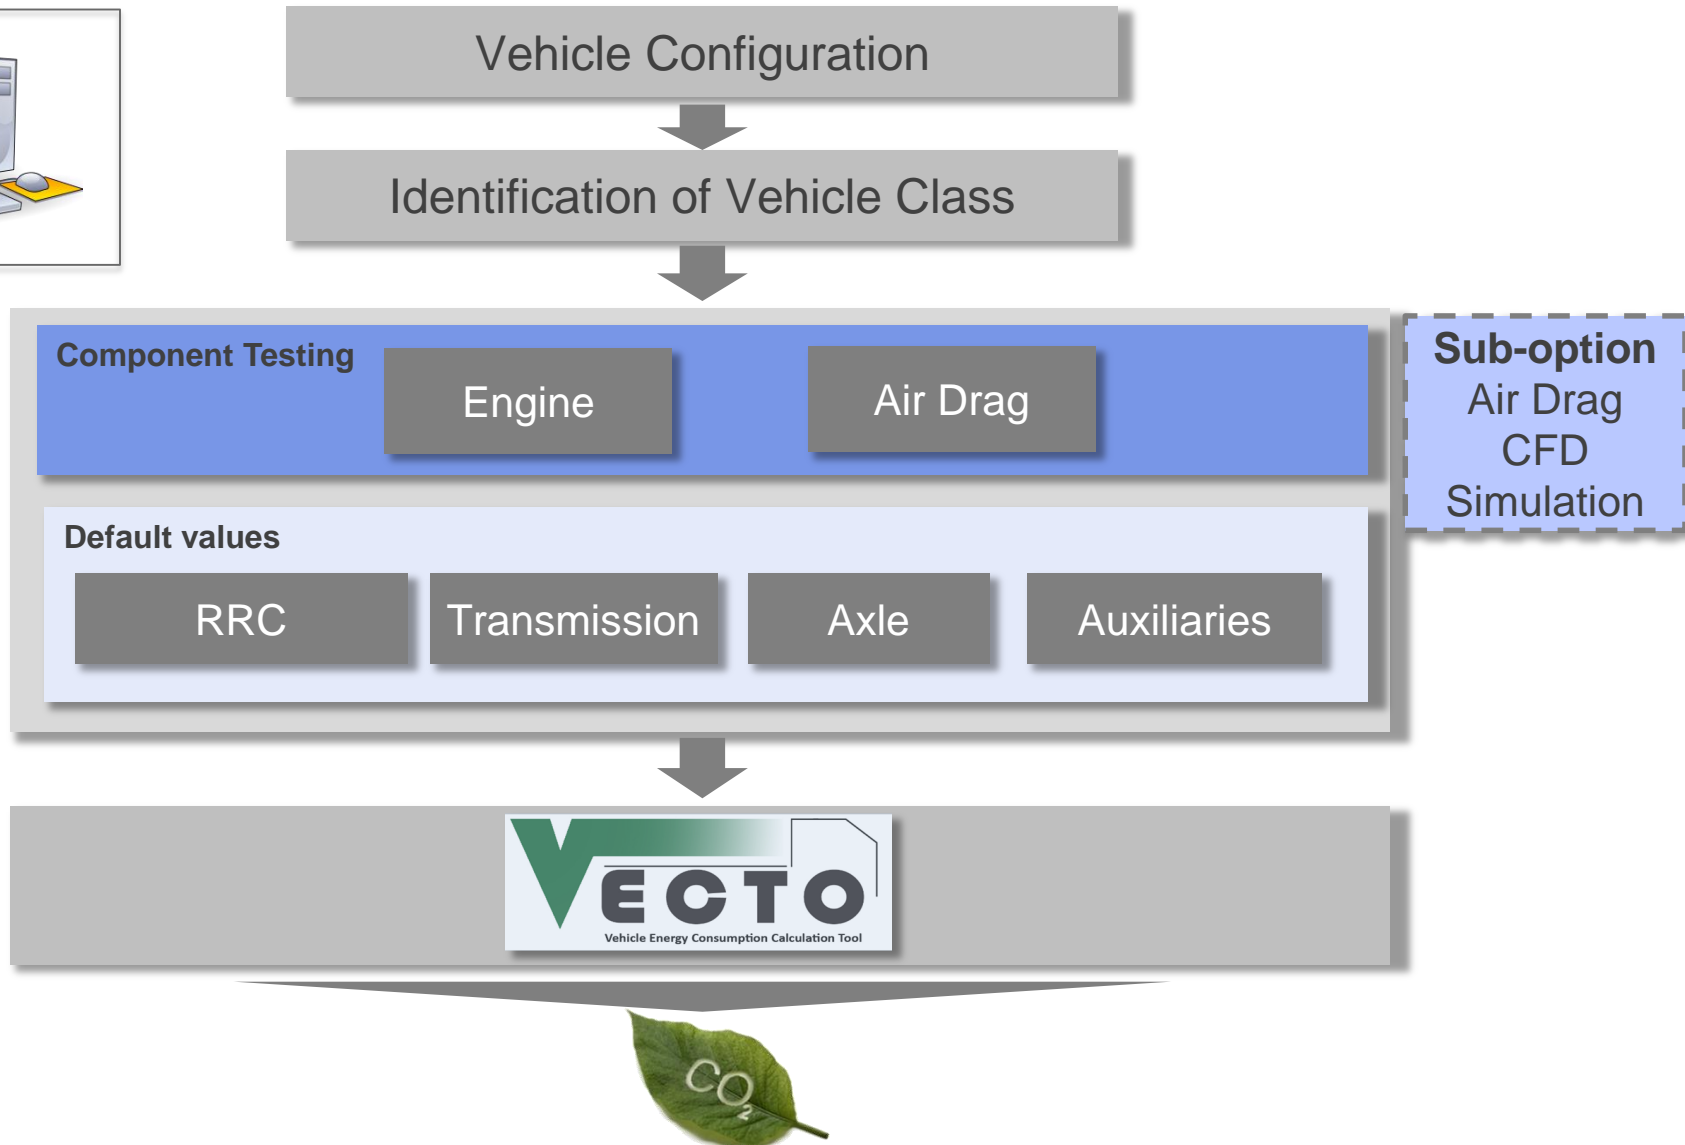 Vehicle Configuration
Identification of Vehicle Class
Component Testing
Engine
Air Drag
Sub-option
Air Drag
CFD
Simulation
Default values
RRC
Transmission
Axle
Auxiliaries
VECTO
Vehicle Energy Consumption Calculation Tool
CO2